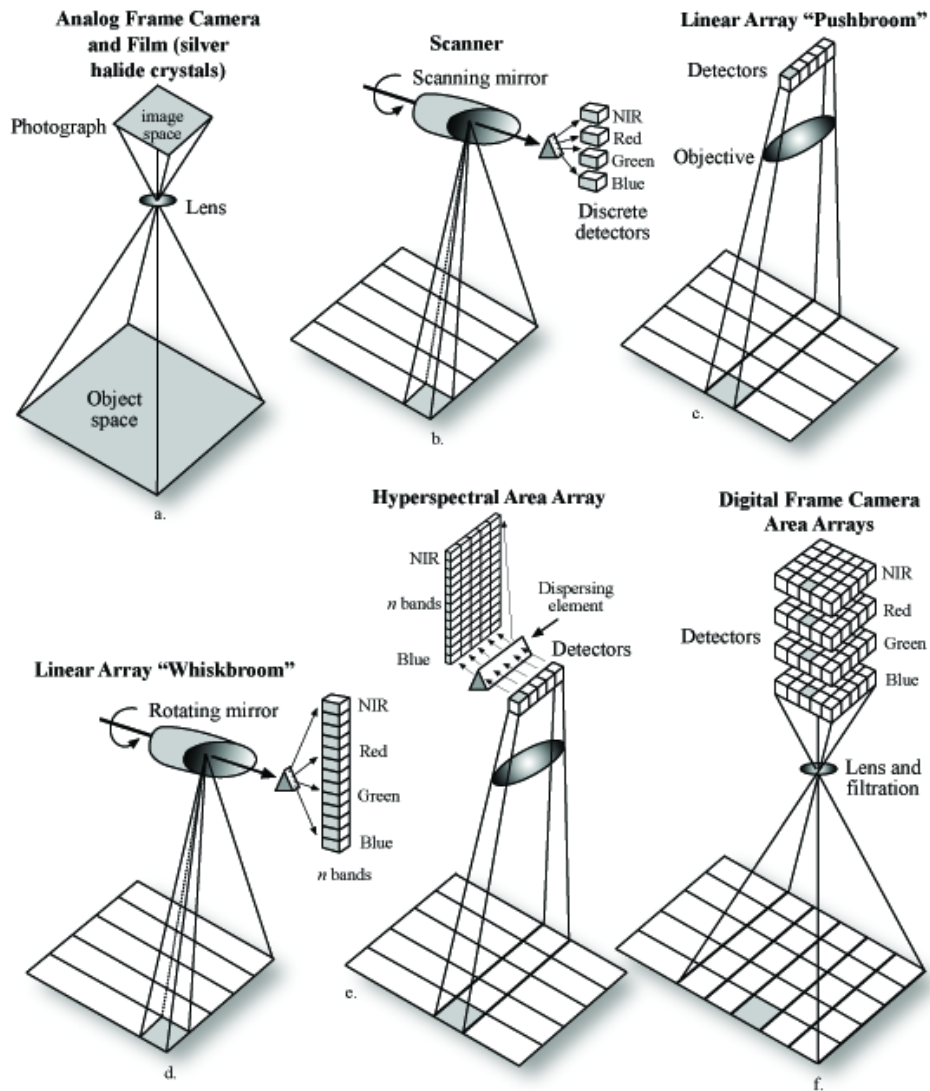 Analog Frame Camera
and Film (silver
halide crystals)
Photograph
image
space
Lens
Object
space
a.
Scanner
Scanning mirror
NIR
Red
Green
Blue
Discrete
detectors
b.
Linear Array “Pushbroom”
Detectors
Objective
c.
Linear Array “Whiskbroom”
Rotating mirror
NIR
Red
Green
Blue
n bands
d.
Hyperspectral Area Array
NIR
n bands
Blue
Dispersing
element
Detectors
e.
Digital Frame Camera
Area Arrays
NIR
Red
Green
Blue
Detectors
Lens and
filtration
f.